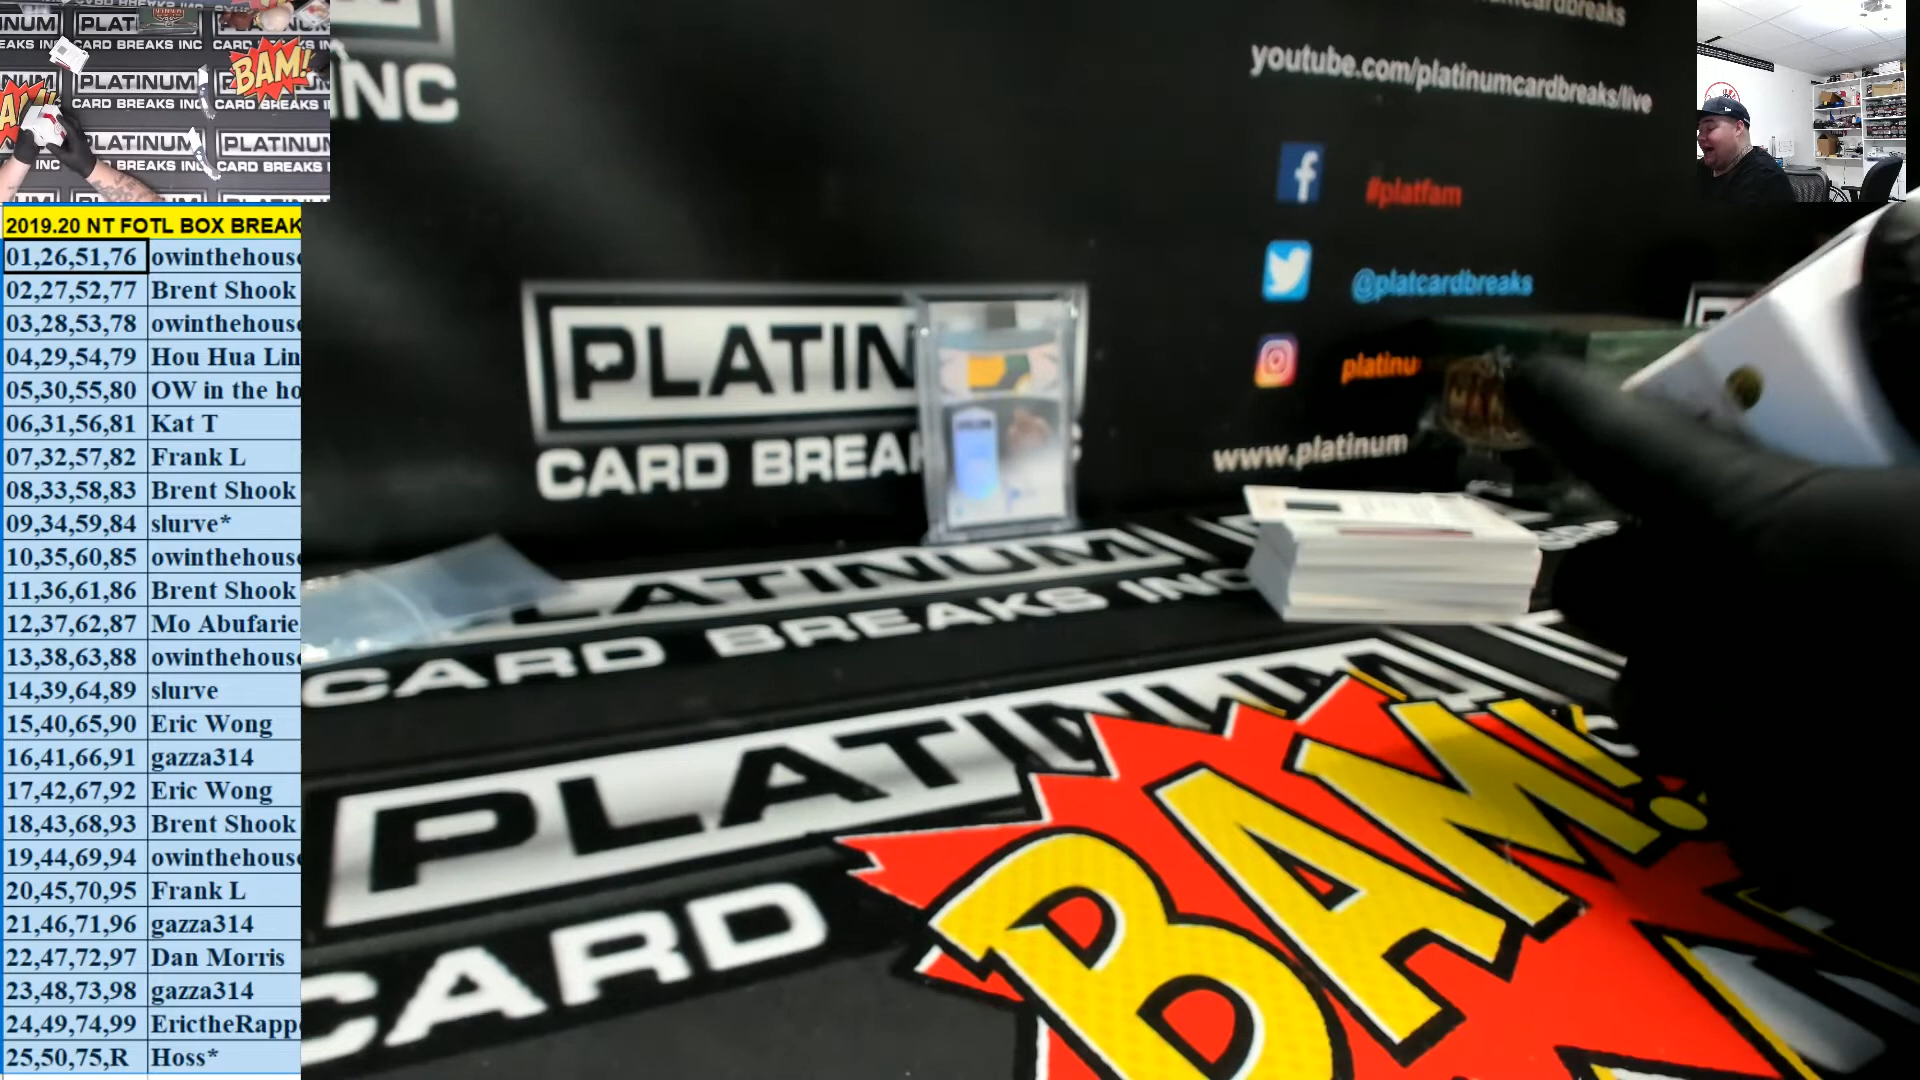 PLATINUM
CARD BREAKS INC
BAM!
PLATINUM
CARD BREAKS INC
2019.20 NT FOTL BOX BREAK
01,26,51,76 owinthehouse
02,27,52,77 Brent Shook
03,28,53,78 owinthehouse
04,29,54,79 Hou Hua Lin
05,30,55,80 OW in the ho
06,31,56,81 Kat T
07,32,57,82 Frank L
08,33,58,83 Brent Shook
09,34,59,84 slurve*
10,35,60,85 owinthehouse
11,36,61,86 Brent Shook
12,37,62,87 Mo Abufarie
13,38,63,88 owinthehouse
14,39,64,89 slurve
15,40,65,90 Eric Wong
16,41,66,91 gazza314
17,42,67,92 Eric Wong
18,43,68,93 Brent Shook
19,44,69,94 owinthehouse
20,45,70,95 Frank L
21,46,71,96 gazza314
22,47,72,97 Dan Morris
23,48,73,98 gazza314
24,49,74,99 ErictheRappe
25,50,75,R Hoss*
INC
youtube.com/platinumcardbreaks/live
#platfam
@platcardbreaks
platinu
www.platinum
PLATIN
CARD BREA
PLATINUM
CARD BREAKS INC
PLATINUM
CARD
BAM!